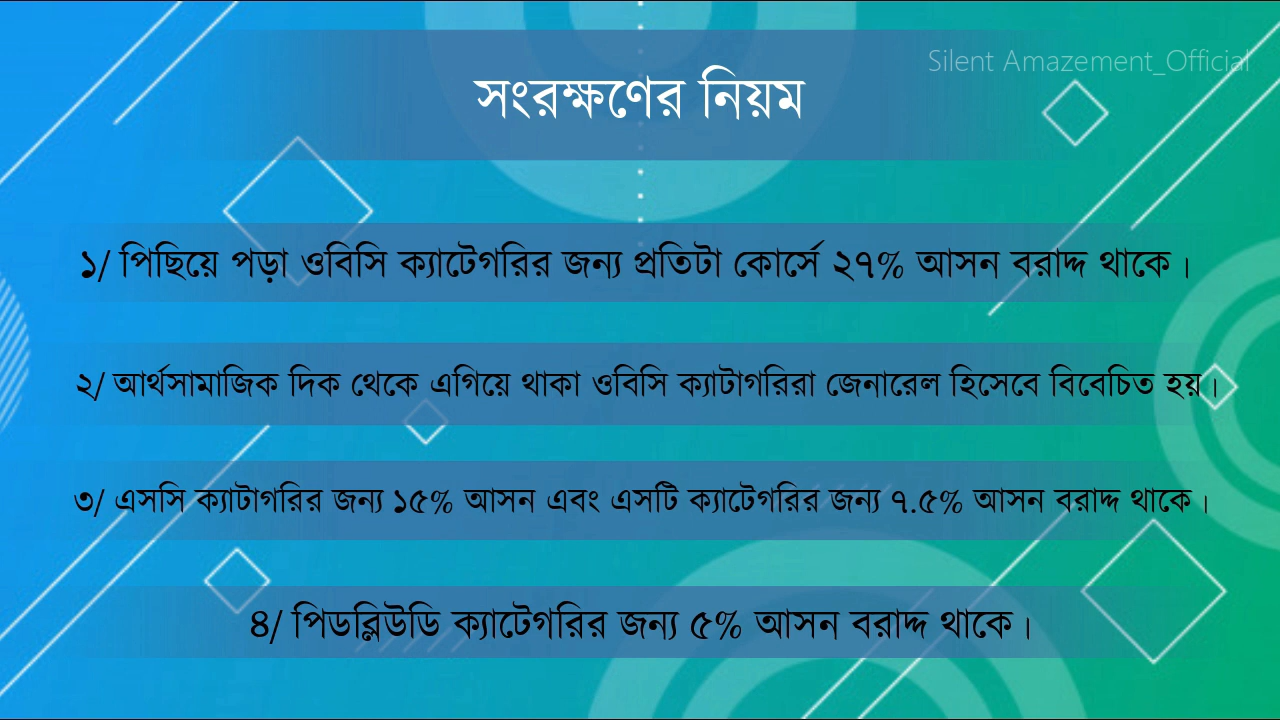 Silent Amazement_Official
সংরক্ষণের নিয়ম
১/ পিছিয়ে পড়া ওবিসি ক্যাটেগরির জন্য প্রতিটা কোর্সে ২৭% আসন বরাদ্দ থাকে।
২/ আর্থসামাজিক দিক থেকে এগিয়ে থাকা ওবিসি ক্যাটাগরিরা জেনারেল হিসেবে বিবেচিত হয়।
৩/ এসসি ক্যাটাগরির জন্য ১৫% আসন এবং এসটি ক্যাটেগরির জন্য ৭.৫% আসন বরাদ্দ থাকে।
৪/ পিডব্লিউডি ক্যাটেগরির জন্য ৫% আসন বরাদ্দ থাকে।